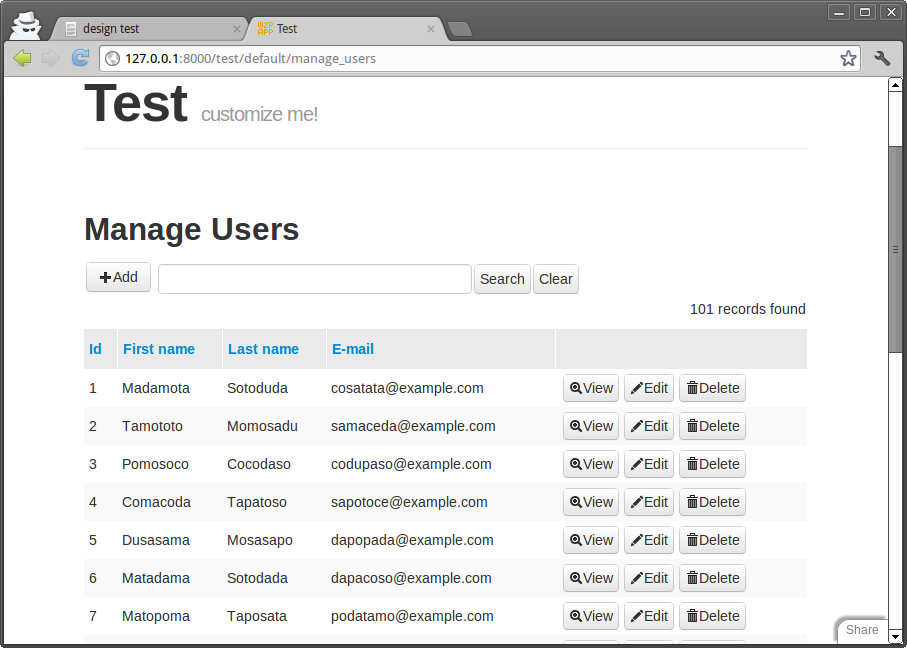 design test
W2P APP Test
127.0.0.1:8000/test/default/manage_users
Test customize me!
Manage Users
Add Search Clear
101 records found
Id First name Last name E-mail
1 Madamota Sotoduda cosatata@example.com View Edit Delete
2 Tamototo Momosadu samaceda@example.com View Edit Delete
3 Pomosoco Cocodaso codupaso@example.com View Edit Delete
4 Comacoda Tapatoso sapotoce@example.com View Edit Delete
5 Dusasama Mosasapo dapopada@example.com View Edit Delete
6 Matadama Sotodada dapacoso@example.com View Edit Delete
7 Matopoma Taposata podatamo@example.com View Edit Delete
Share